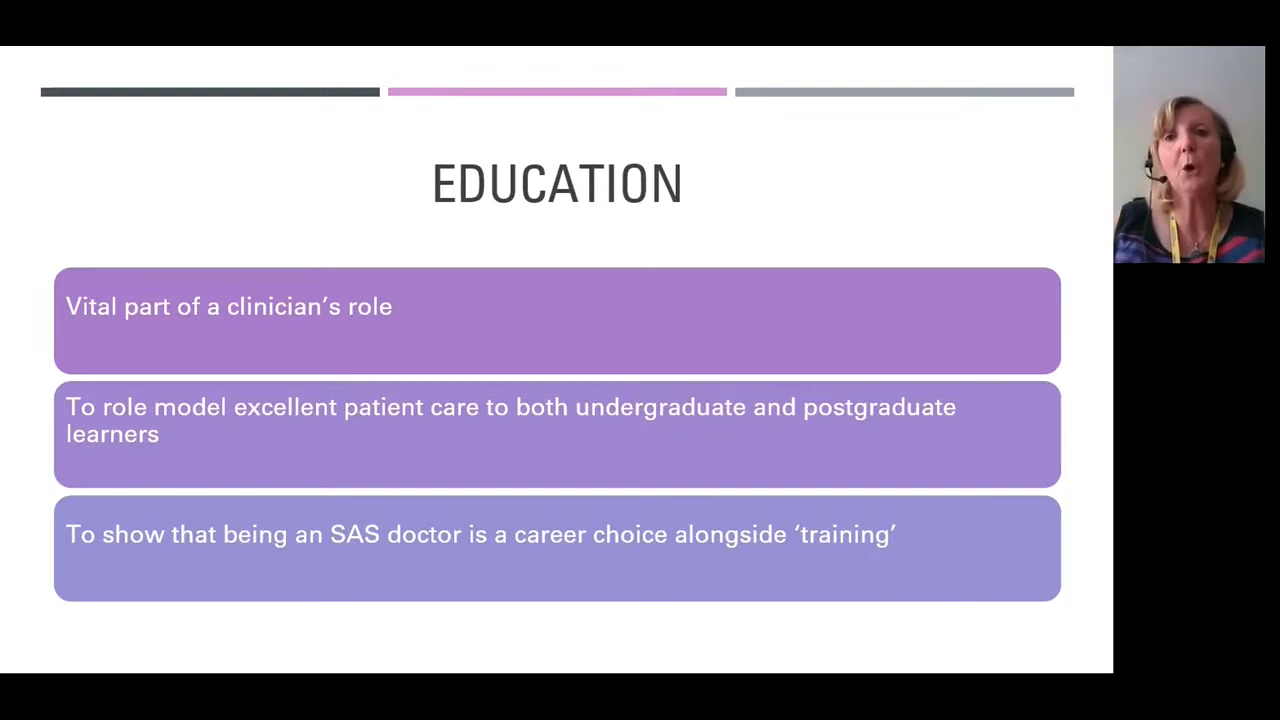 EDUCATION
Vital part of a clinician’s role
To role model excellent patient care to both undergraduate and postgraduate
learners
To show that being an SAS doctor is a career choice alongside ‘training’